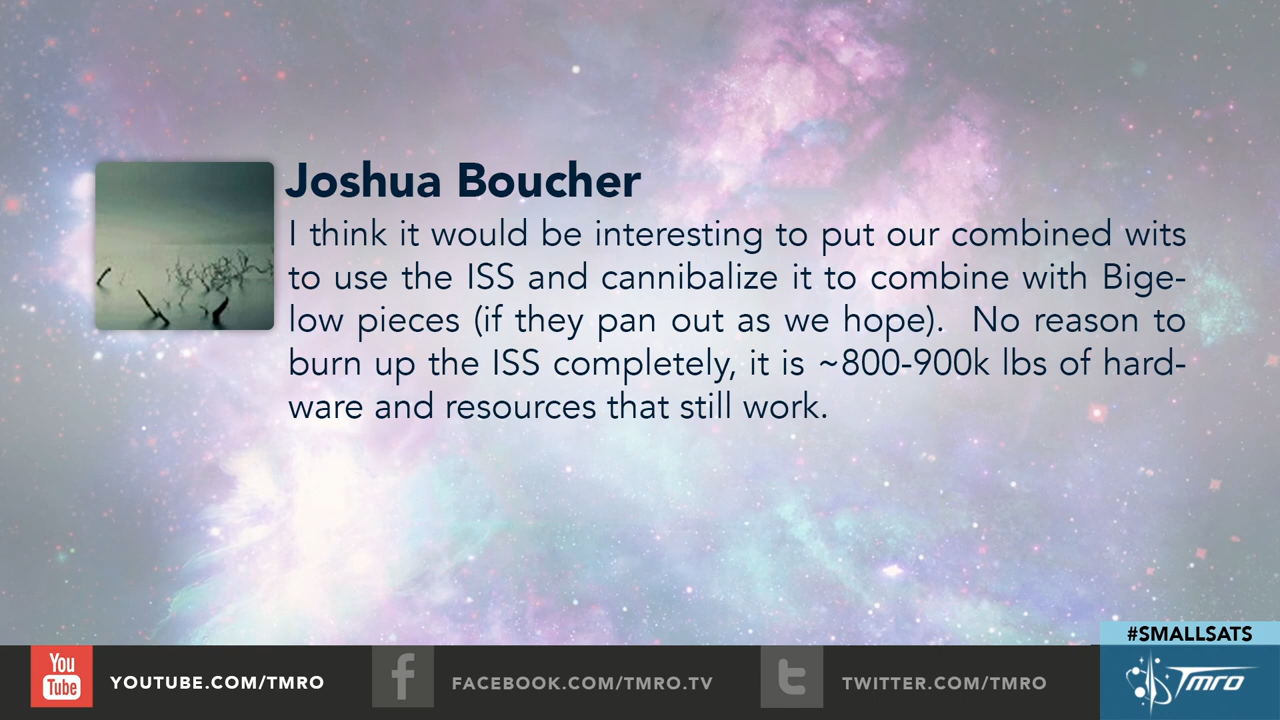 Joshua Boucher
I think it would be interesting to put our combined wits
to use the ISS and cannibalize it to combine with Bige-
low pieces (if they pan out as we hope).  No reason to
burn up the ISS completely, it is ~800-900k lbs of hard-
ware and resources that still work.
#SMALLSATS
You
Tube
YOUTUBE.COM/TMRO
f
FACEBOOK.COM/TMRO.TV
t
TWITTER.COM/TMRO
Tmro